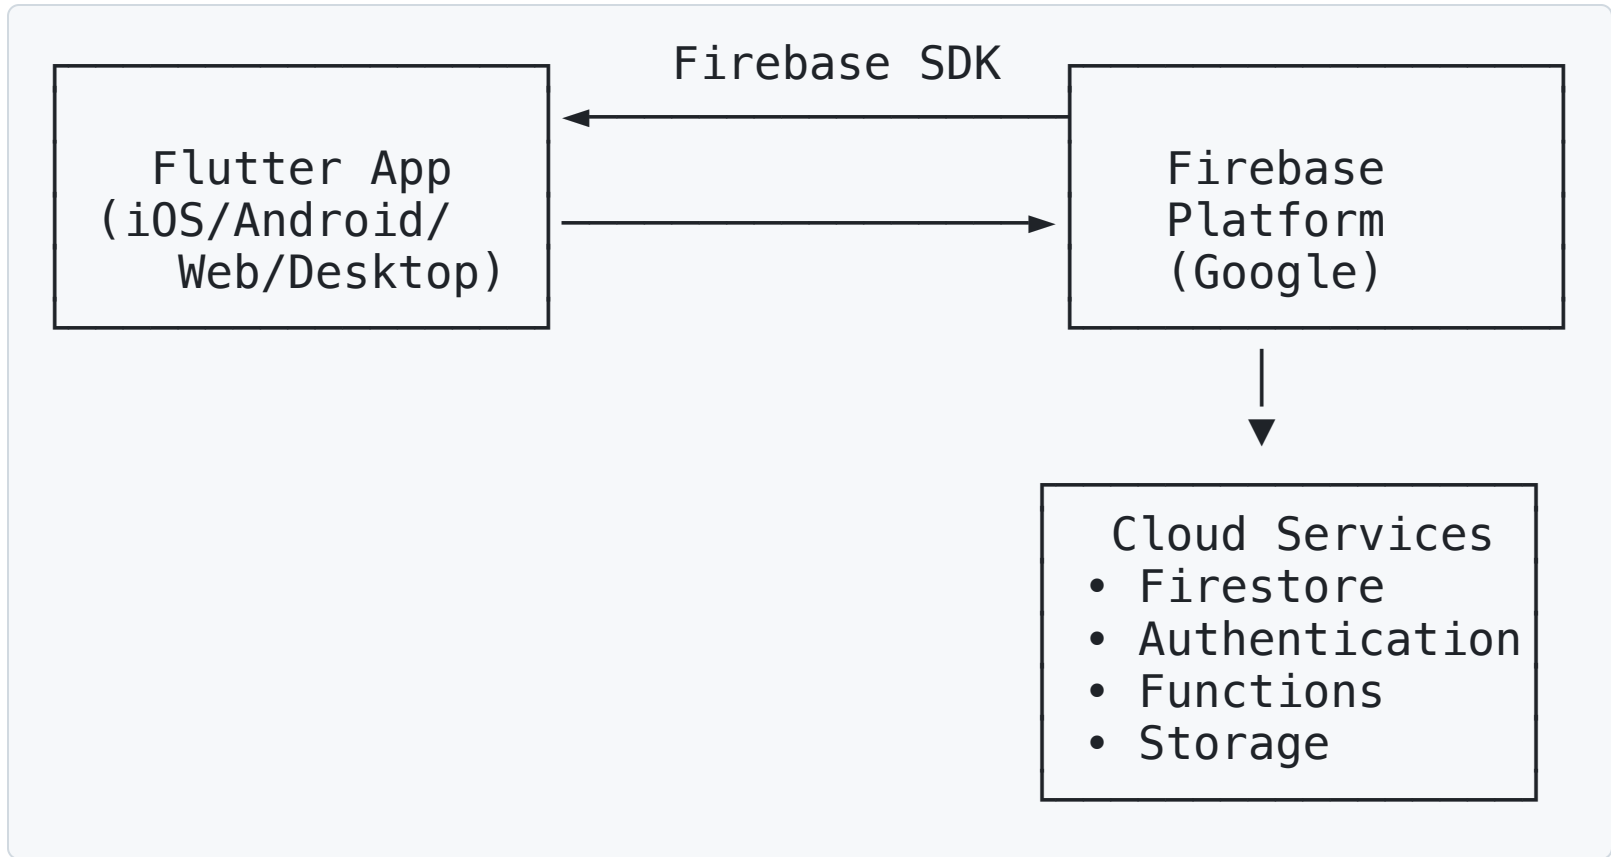 Firebase SDK
Flutter App
(iOS/Android/
Web/Desktop)
Firebase
Platform
(Google)
Cloud Services
• Firestore
• Authentication
• Functions
• Storage